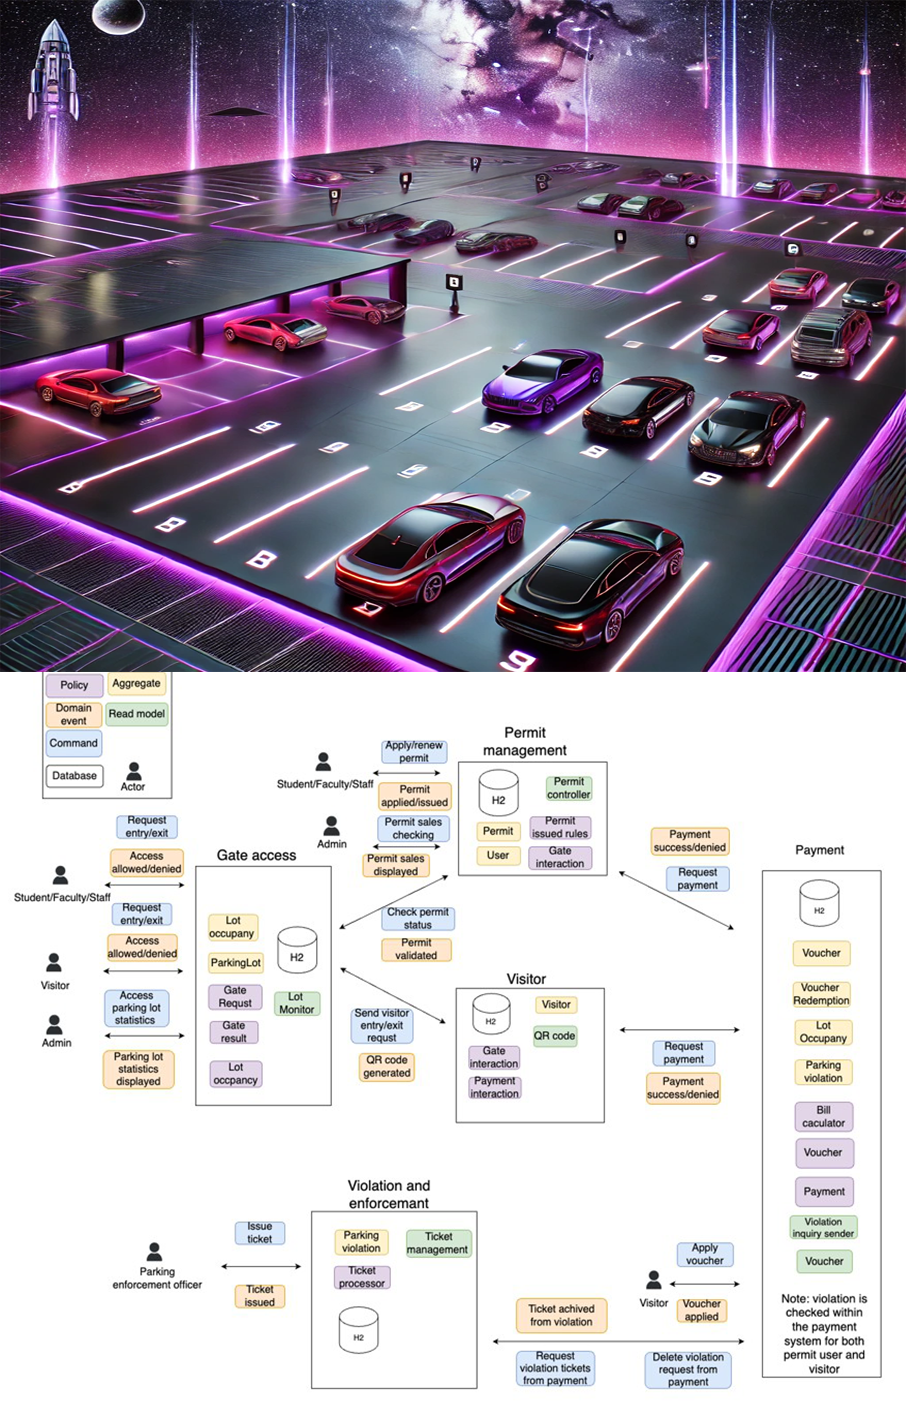 Policy
Aggregate
Domain
event
Read model
Command
Database
Actor
Permit
management
Student/Faculty/Staff
Apply/renew
permit
Permit
applied/issued
Admin
Permit sales
checking
Permit sales
displayed
H2
Permit
controller
Permit
Permit
issued rules
User
Gate
interaction
Payment
success/denied
Request
payment
Request
entry/exit
Access
allowed/denied
Student/Faculty/Staff
Request
entry/exit
Access
allowed/denied
Visitor
Access
parking lot
statistics
Admin
Parking lot
statistics
displayed
Gate access
Lot
occupany
H2
ParkingLot
Gate
Requst
Lot
Monitor
Gate
result
Lot
occpancy
Check permit
status
Permit
validated
Send visitor
entry/exit
requst
QR code
generated
Visitor
H2
Visitor
QR code
Gate
interaction
Payment
interaction
Request
payment
Payment
success/denied
Payment
H2
Voucher
Voucher
Redemption
Lot
Occupany
Parking
violation
Bill
caculator
Voucher
Payment
Violation
inquiry sender
Voucher
Note: violation is
checked within
the payment
system for both
permit user and
visitor
Violation and
enforcemant
Issue
ticket
Parking
enforcement officer
Ticket
issued
Parking
violation
Ticket
management
Ticket
processor
H2
Apply
voucher
Visitor
Voucher
applied
Ticket achived
from violation
Request
violation tickets
from payment
Delete violation
request from
payment